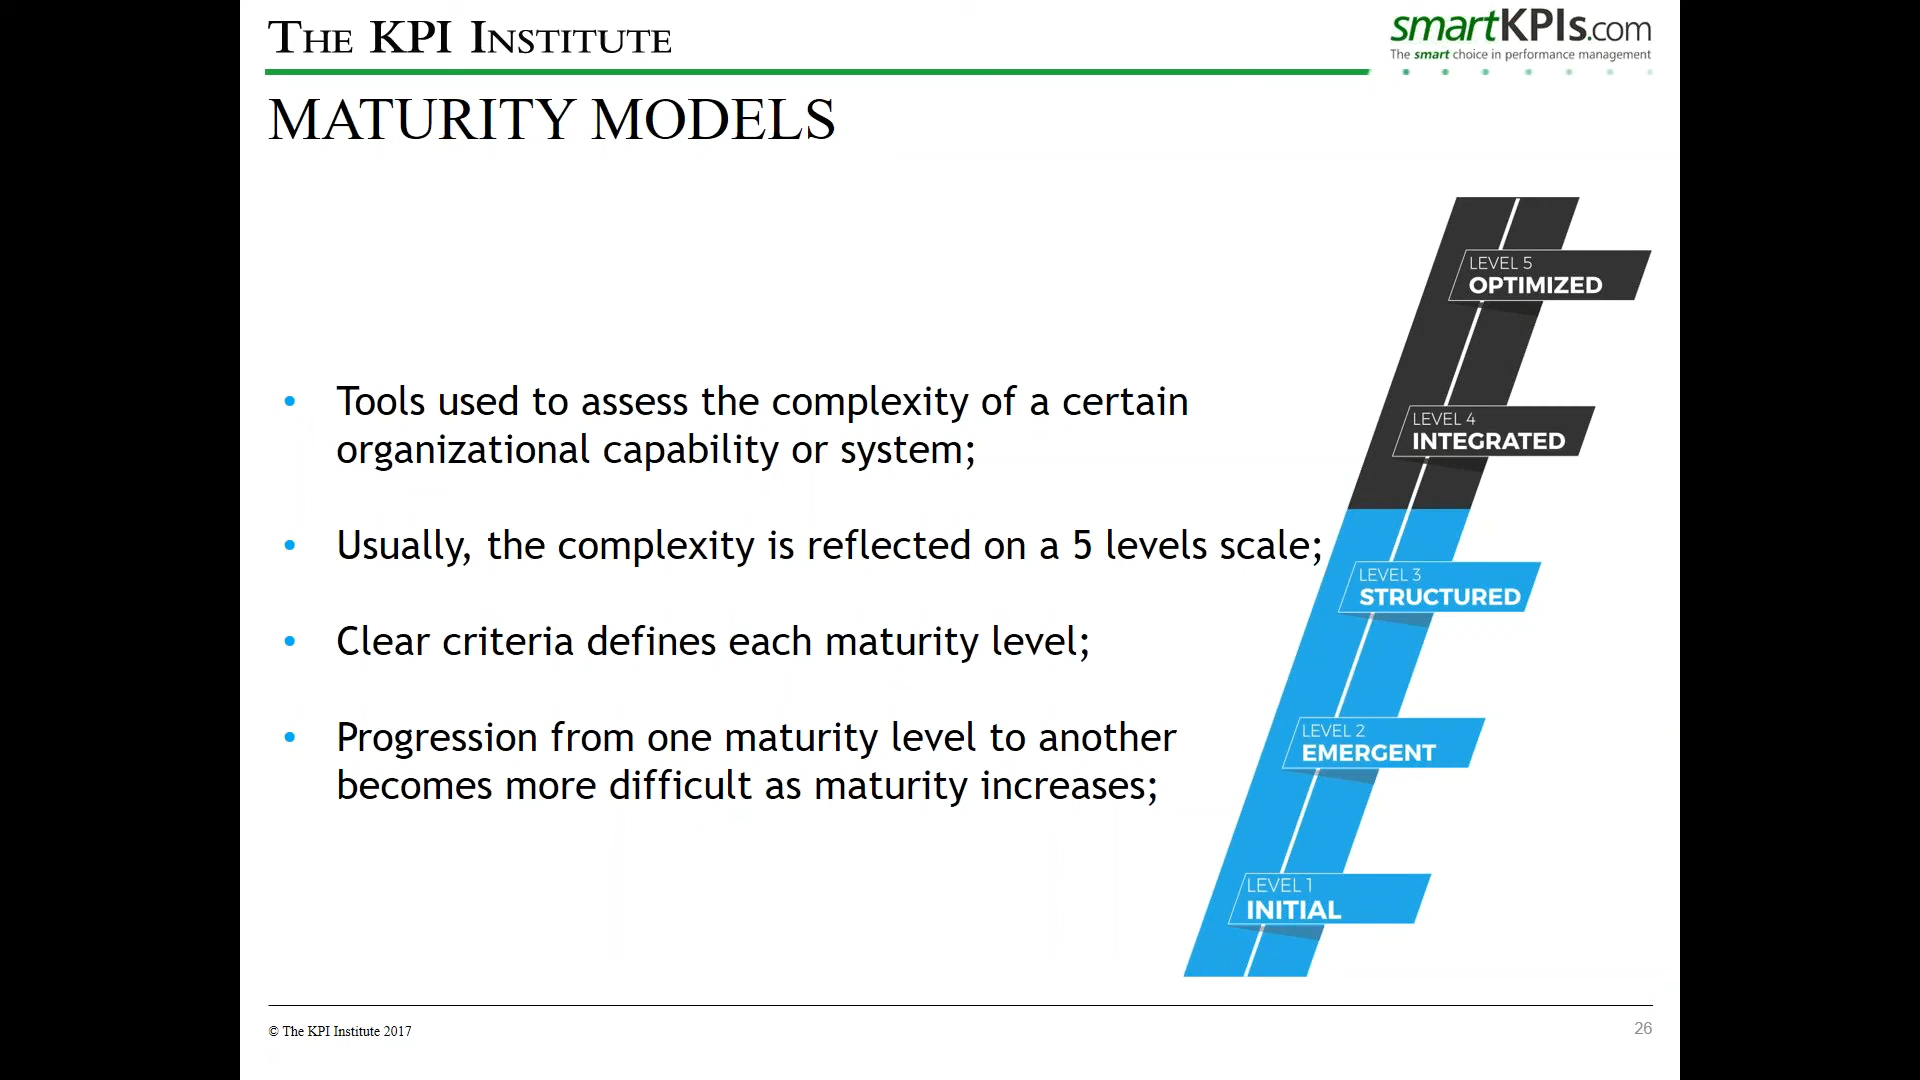 THE KPI INSTITUTE
smartKPIs.com
The smart choice in performance management
MATURITY MODELS
• Tools used to assess the complexity of a certain
organizational capability or system;
• Usually, the complexity is reflected on a 5 levels scale;
• Clear criteria defines each maturity level;
• Progression from one maturity level to another
becomes more difficult as maturity increases;
LEVEL 5
OPTIMIZED
LEVEL 4
INTEGRATED
LEVEL 3
STRUCTURED
LEVEL 2
EMERGENT
LEVEL 1
INITIAL
© The KPI Institute 2017
26